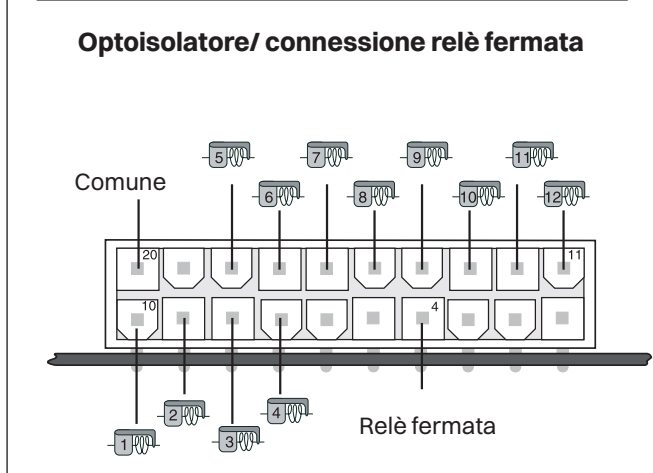 Optoisolatore/ connessione relè fermata
5 7 9 11
Comune 6 8 10 12
20 11
10 4
1 2 3 4
Relè fermata